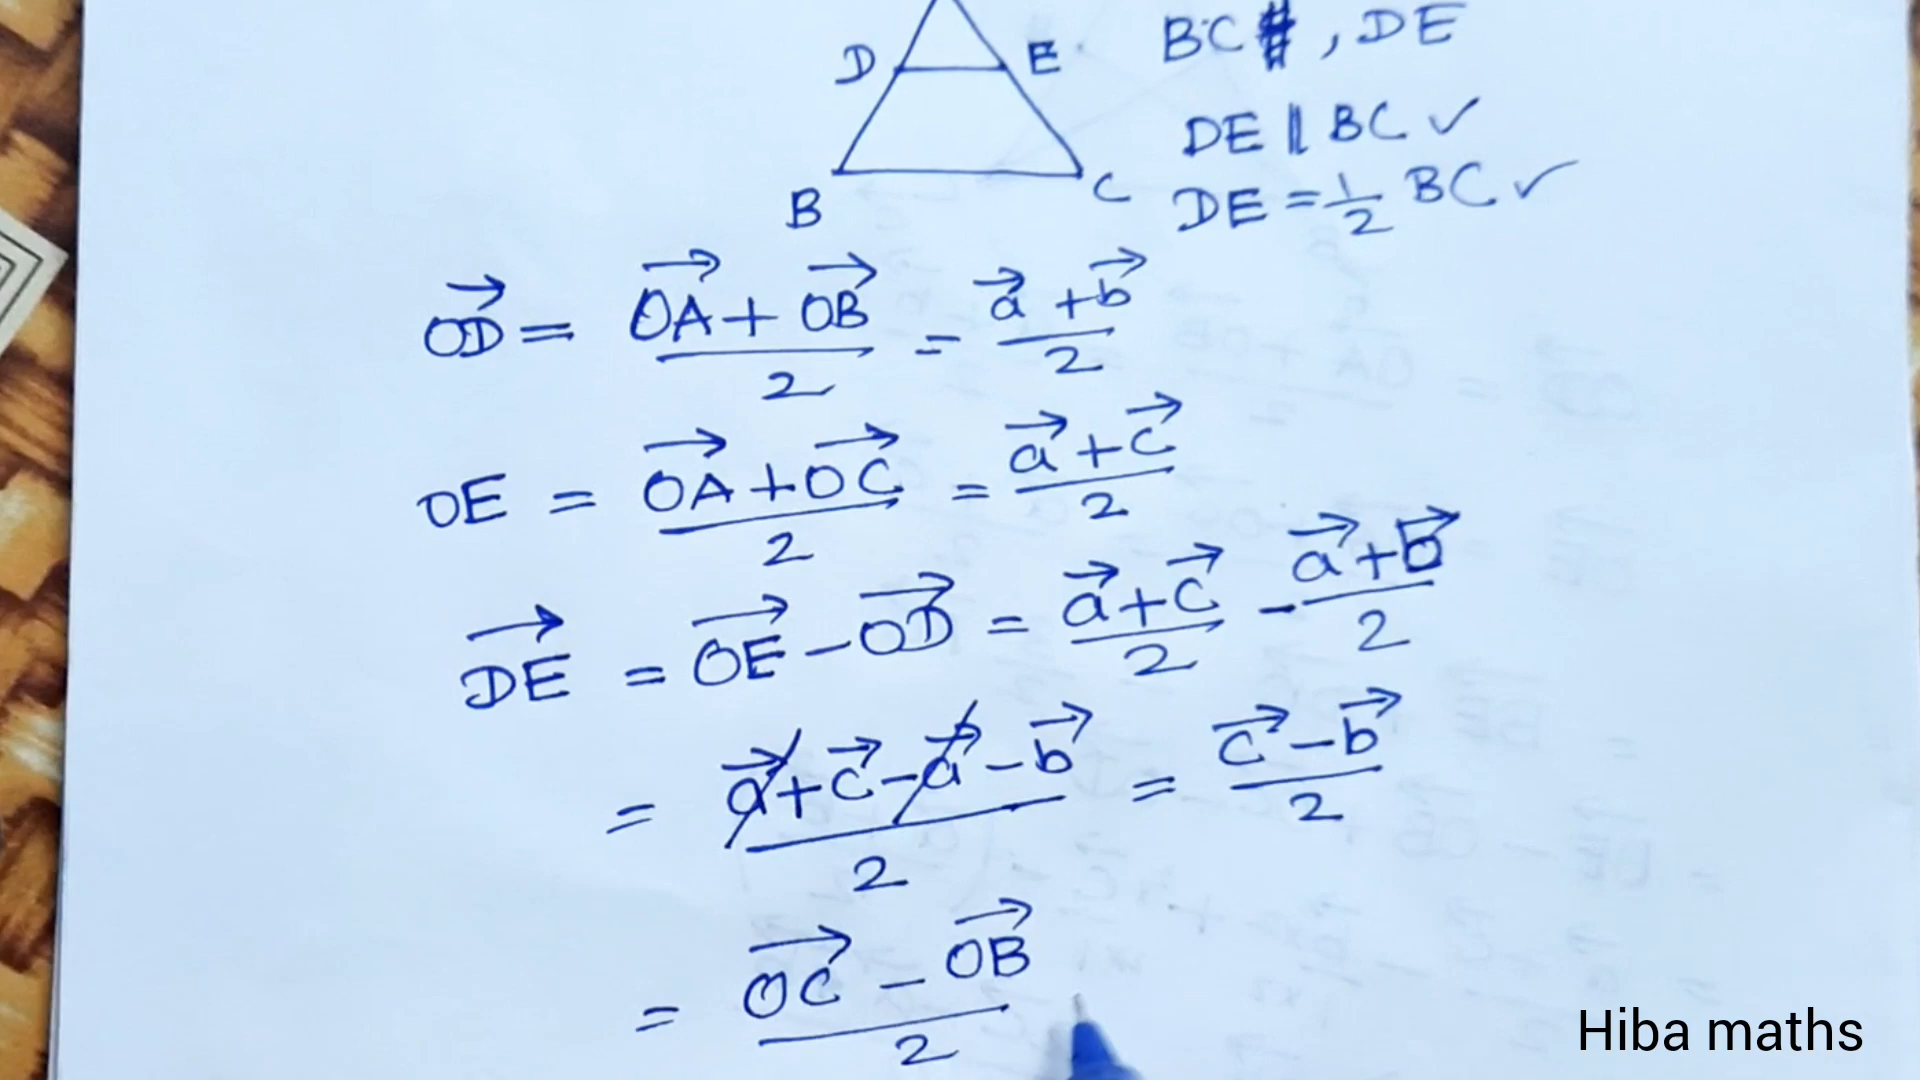 D E BC , DE
DE ∥ BC ✓
B C DE = 1/2 BC ✓
→OD = (→OA + →OB)/2 = (→a + →b)/2
OE = (→OA + →OC)/2 = (→a + →c)/2
→DE = →OE − →OD = (→a + →c)/2 − (→a + →b)/2
= (→a + →c − →a − →b)/2 = (→c − →b)/2
= (→OC − →OB)/2
Hiba maths